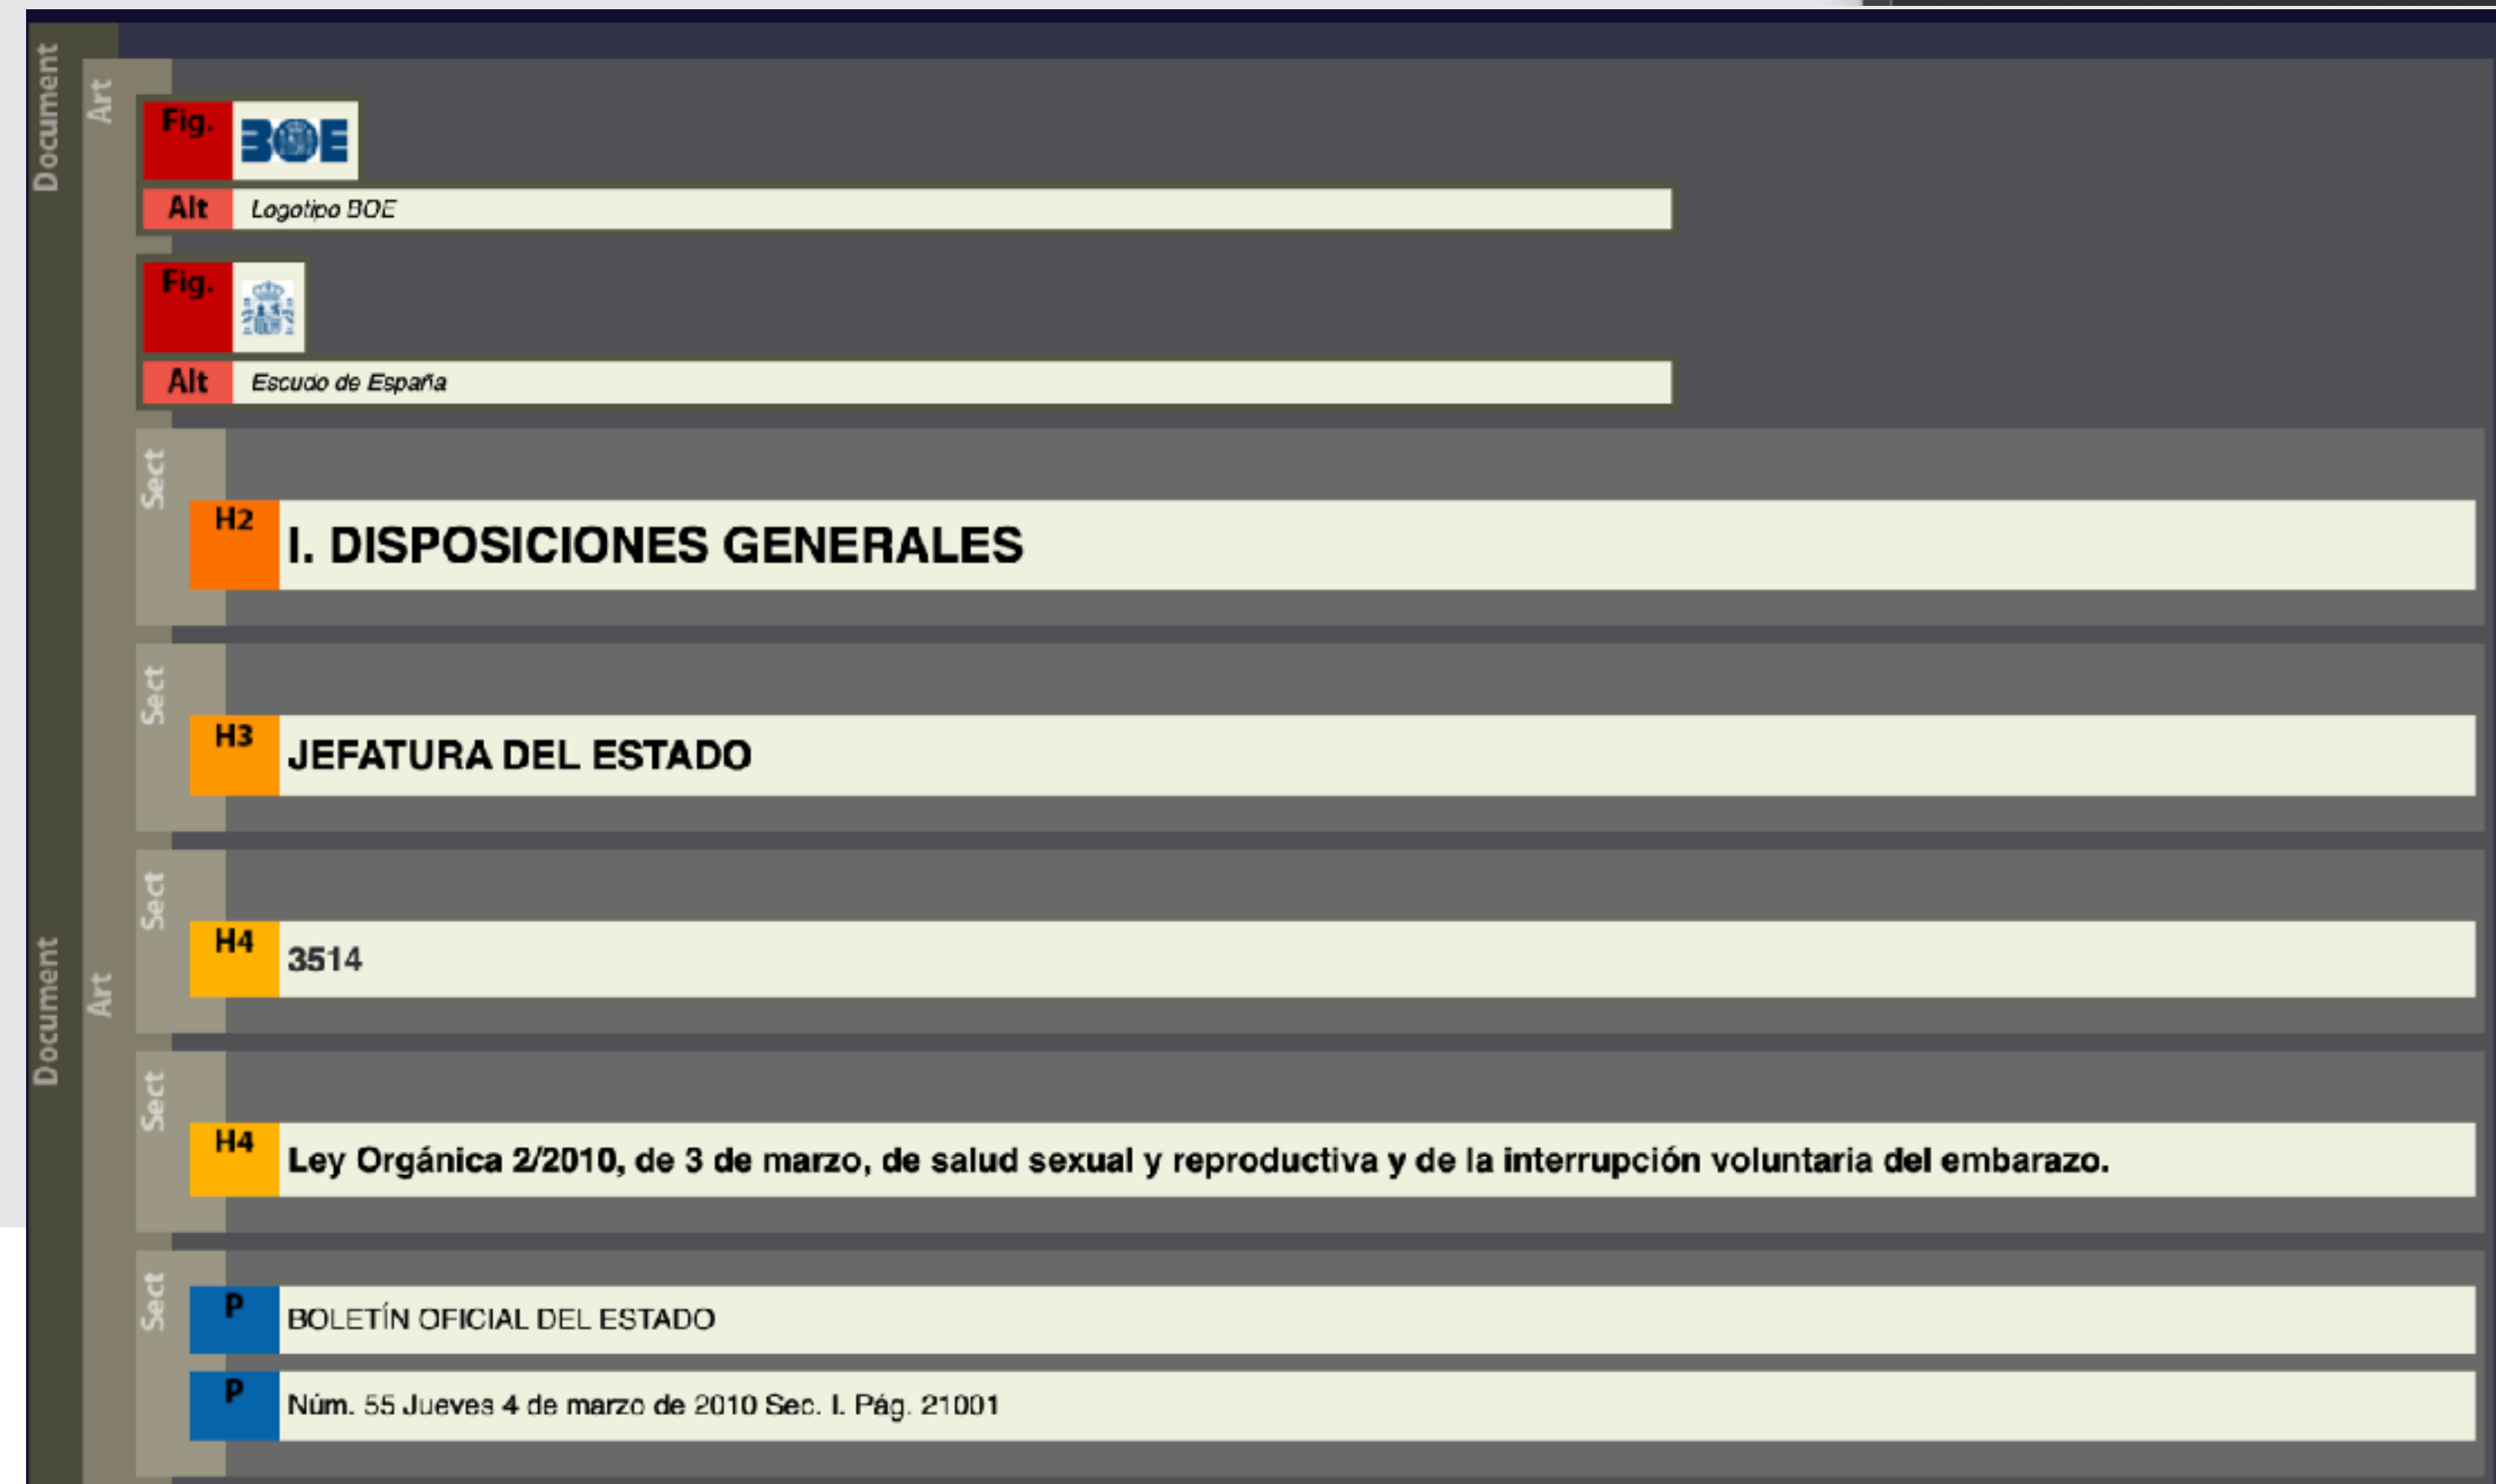 Document
Art
Fig.
BOE
Alt
Logotipo BOE
Fig.
Alt
Escudo de España
Sect
H2
I. DISPOSICIONES GENERALES
Sect
H3
JEFATURA DEL ESTADO
Sect
H4
3514
Document
Art
Sect
H4
Ley Orgánica 2/2010, de 3 de marzo, de salud sexual y reproductiva y de la interrupción voluntaria del embarazo.
Sect
P
BOLETÍN OFICIAL DEL ESTADO
P
Núm. 55 Jueves 4 de marzo de 2010 Sec. I. Pág. 21001